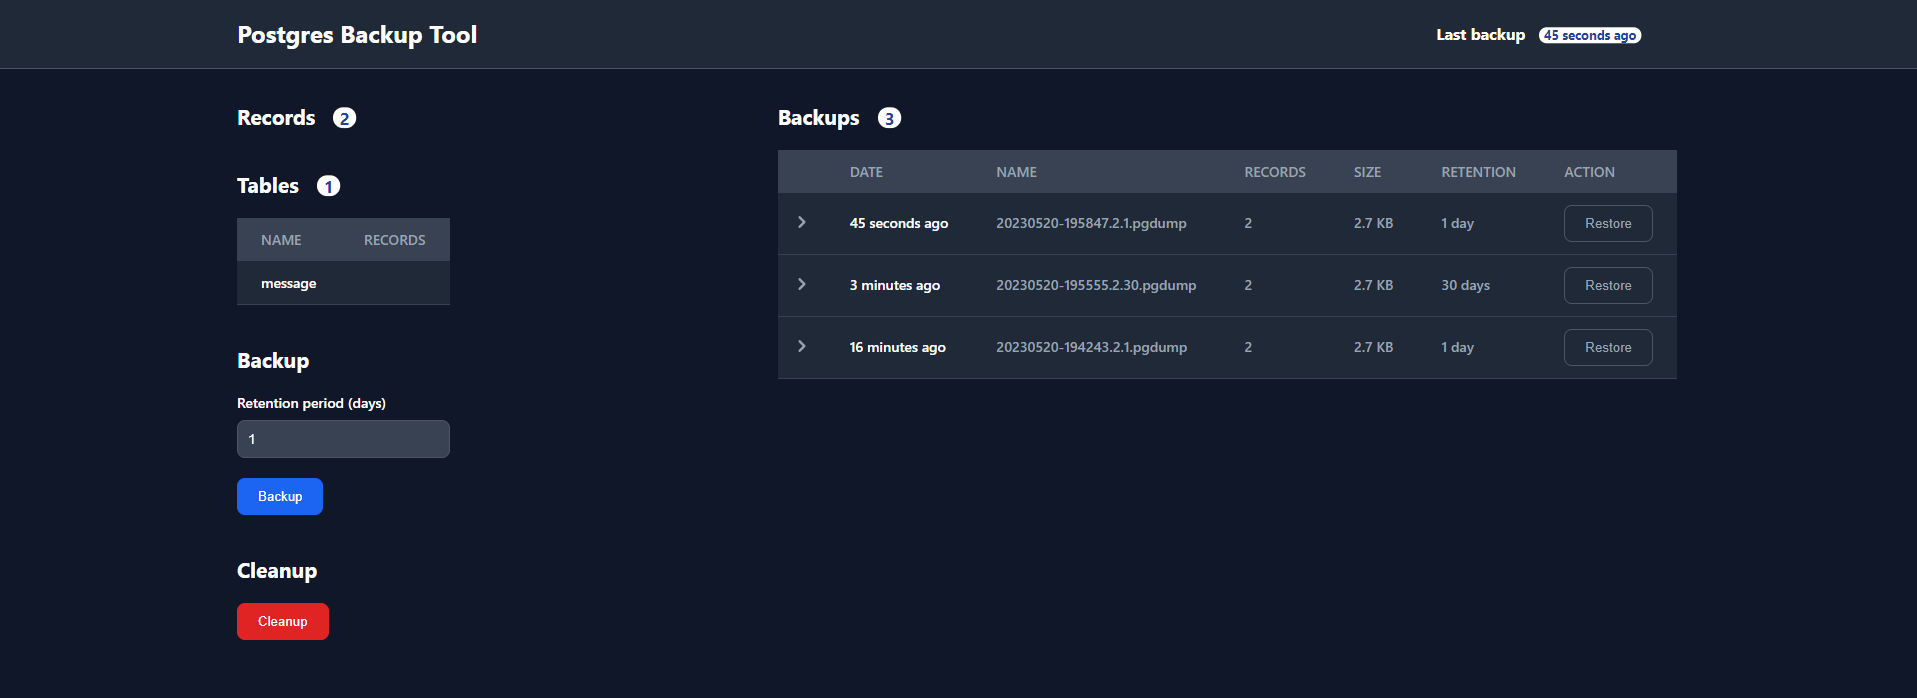 Postgres Backup Tool
Last backup 45 seconds ago
Records 2
Tables 1
NAME RECORDS
message
Backup
Retention period (days)
1
Backup
Cleanup
Cleanup
Backups 3
DATE NAME RECORDS SIZE RETENTION ACTION
45 seconds ago 20230520-195847.2.1.pgdump 2 2.7 KB 1 day Restore
3 minutes ago 20230520-195555.2.30.pgdump 2 2.7 KB 30 days Restore
16 minutes ago 20230520-194243.2.1.pgdump 2 2.7 KB 1 day Restore